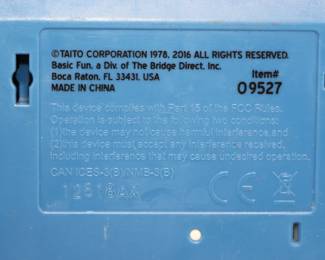 ©TAITO CORPORATION 1978, 2016 ALL RIGHTS RESERVED.
Basic Fun, a Div. of The Bridge Direct, Inc.
Boca Raton, FL 33431. USA
Item#
MADE IN CHINA
09527
This device complies with Part 15 of the FCC Rules.
Operation is subject to the following two conditions:
(1)the device may not cause harmful interference,and
(2)this device must accept any interference received,
including interference that may cause undesired operation.
CAN ICES-3(B)/NMB-3(B)
CE